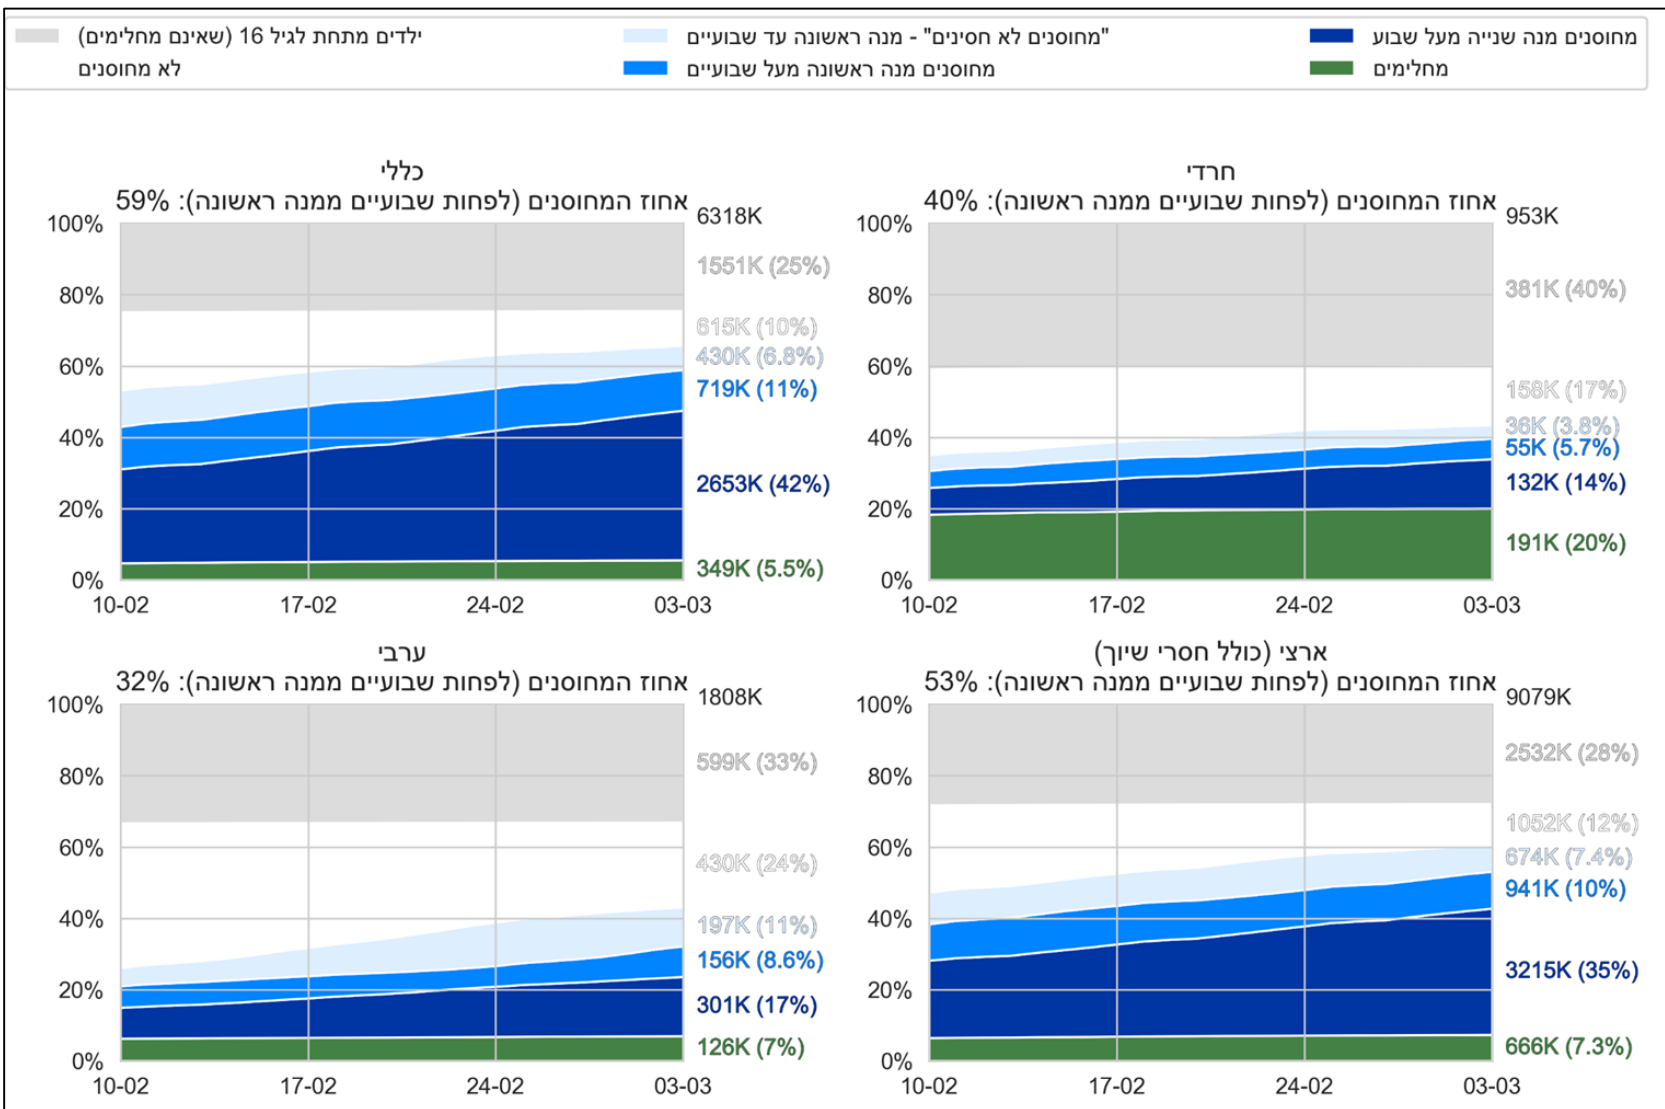 מחוסנים מנה שנייה מעל שבוע
"מחוסנים לא חסינים" - מנה ראשונה עד שבועיים
ילדים מתחת לגיל 16 (שאינם מחלימים)
מחלימים
מחוסנים מנה ראשונה מעל שבועיים
לא מחוסנים
כללי
אחוז המחוסנים (לפחות שבועיים ממנה ראשונה): 59%
6318K
100%
80%
60%
40%
20%
0%
1551K (25%)
615K (10%)
430K (6.8%)
719K (11%)
2653K (42%)
349K (5.5%)
10-02 17-02 24-02 03-03
חרדי
אחוז המחוסנים (לפחות שבועיים ממנה ראשונה): 40%
953K
100%
80%
60%
40%
20%
0%
381K (40%)
158K (17%)
36K (3.8%)
55K (5.7%)
132K (14%)
191K (20%)
10-02 17-02 24-02 03-03
ערבי
אחוז המחוסנים (לפחות שבועיים ממנה ראשונה): 32%
1808K
100%
80%
60%
40%
20%
0%
599K (33%)
430K (24%)
197K (11%)
156K (8.6%)
301K (17%)
126K (7%)
10-02 17-02 24-02 03-03
ארצי (כולל חסרי שיוך)
אחוז המחוסנים (לפחות שבועיים ממנה ראשונה): 53%
9079K
100%
80%
60%
40%
20%
0%
2532K (28%)
1052K (12%)
674K (7.4%)
941K (10%)
3215K (35%)
666K (7.3%)
10-02 17-02 24-02 03-03